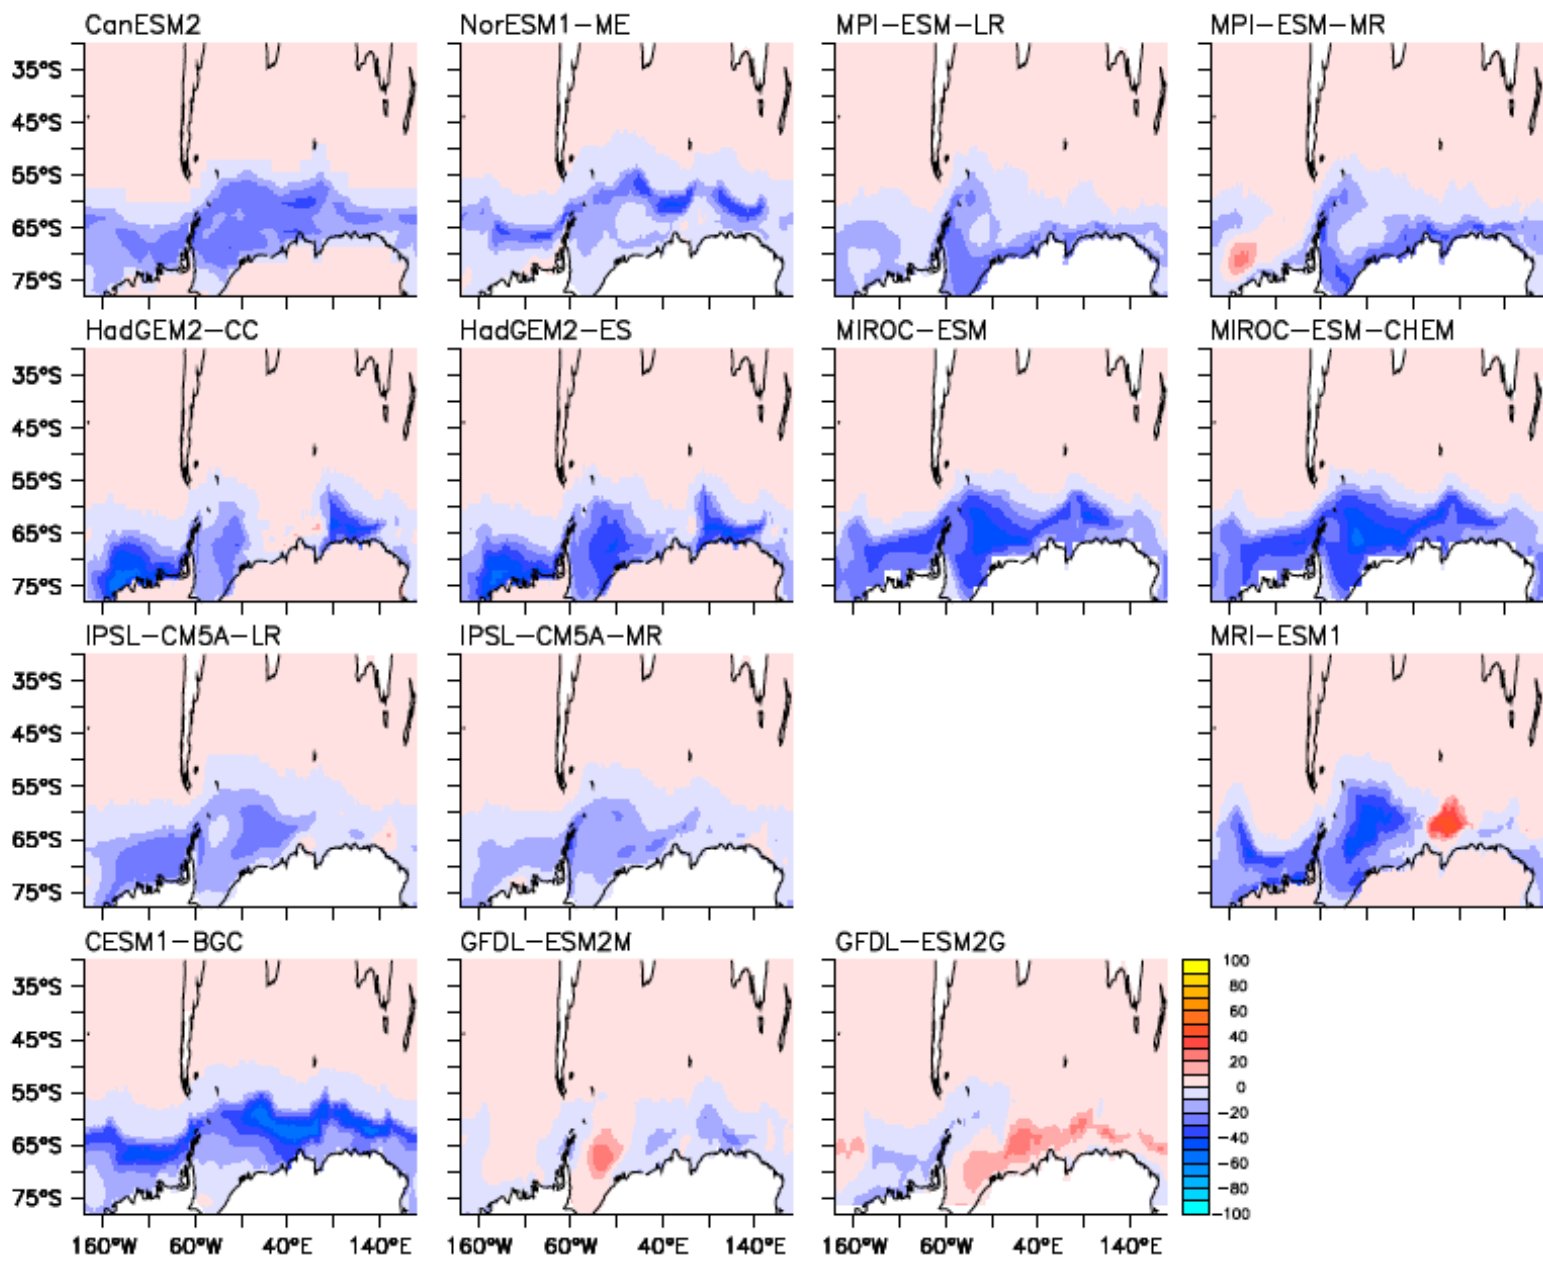 CanESM2 NorESM1-ME MPI-ESM-LR MPI-ESM-MR
35°S
45°S
55°S
65°S
75°S
HadGEM2-CC HadGEM2-ES MIROC-ESM MIROC-ESM-CHEM
35°S
45°S
55°S
65°S
75°S
IPSL-CM5A-LR IPSL-CM5A-MR MRI-ESM1
35°S
45°S
55°S
65°S
75°S
CESM1-BGC GFDL-ESM2M GFDL-ESM2G
35°S
45°S
55°S
65°S
75°S
100
80
60
40
20
0
-20
-40
-60
-80
-100
160°W 60°W 40°E 140°E 160°W 60°W 40°E 140°E 160°W 60°W 40°E 140°E